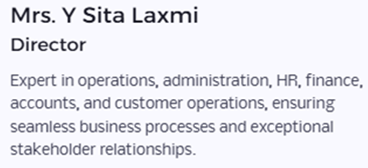 Mrs. Y Sita Laxmi
Director
Expert in operations, administration, HR, finance,
accounts, and customer operations, ensuring
seamless business processes and exceptional
stakeholder relationships.